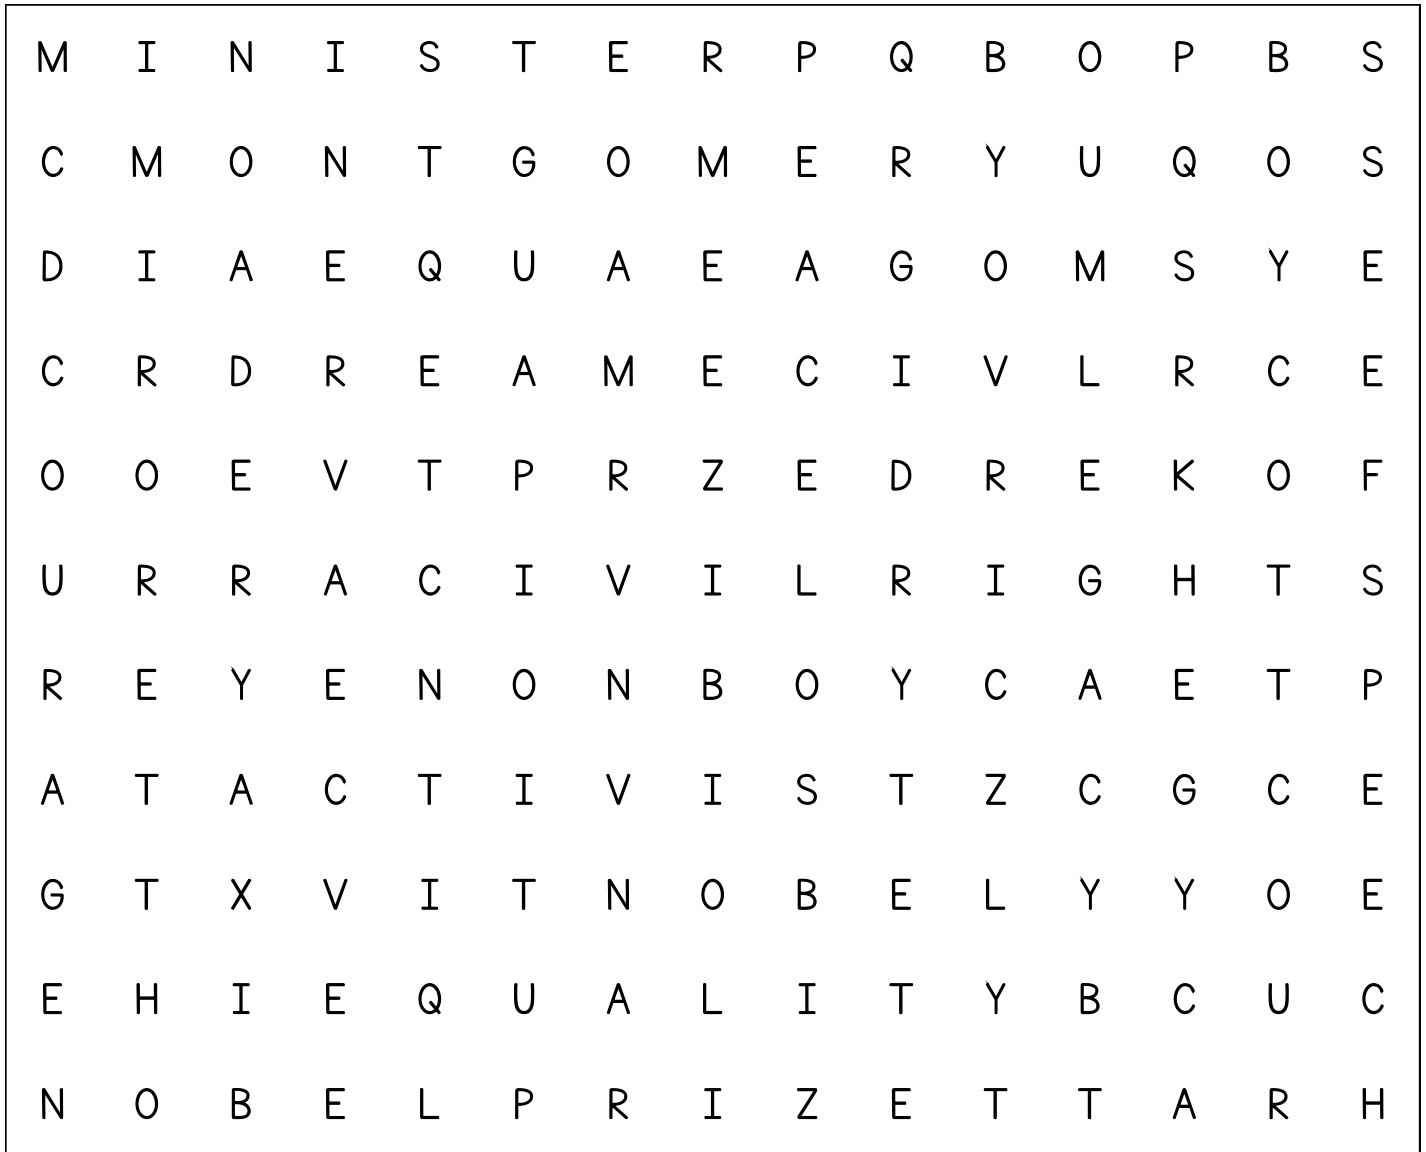 M I N I S T E R P Q B O P B S
C M O N T G O M E R Y U Q O S
D I A E Q U A E A G O M S Y E
C R D R E A M E C I V L R C E
O O E V T P R Z E D R E K O F
U R R A C I V I L R I G H T S
R E Y E N O N B O Y C A E T P
A T A C T I V I S T Z C G C E
G T X V I T N O B E L Y Y O E
E H I E Q U A L I T Y B C U C
N O B E L P R I Z E T T A R H